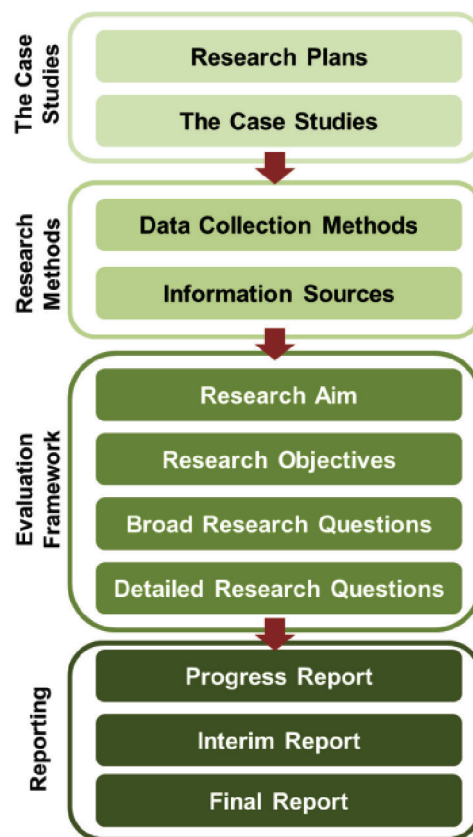 The Case
Studies
Research Plans
The Case Studies
Research
Methods
Data Collection Methods
Information Sources
Evaluation
Framework
Research Aim
Research Objectives
Broad Research Questions
Detailed Research Questions
Reporting
Progress Report
Interim Report
Final Report